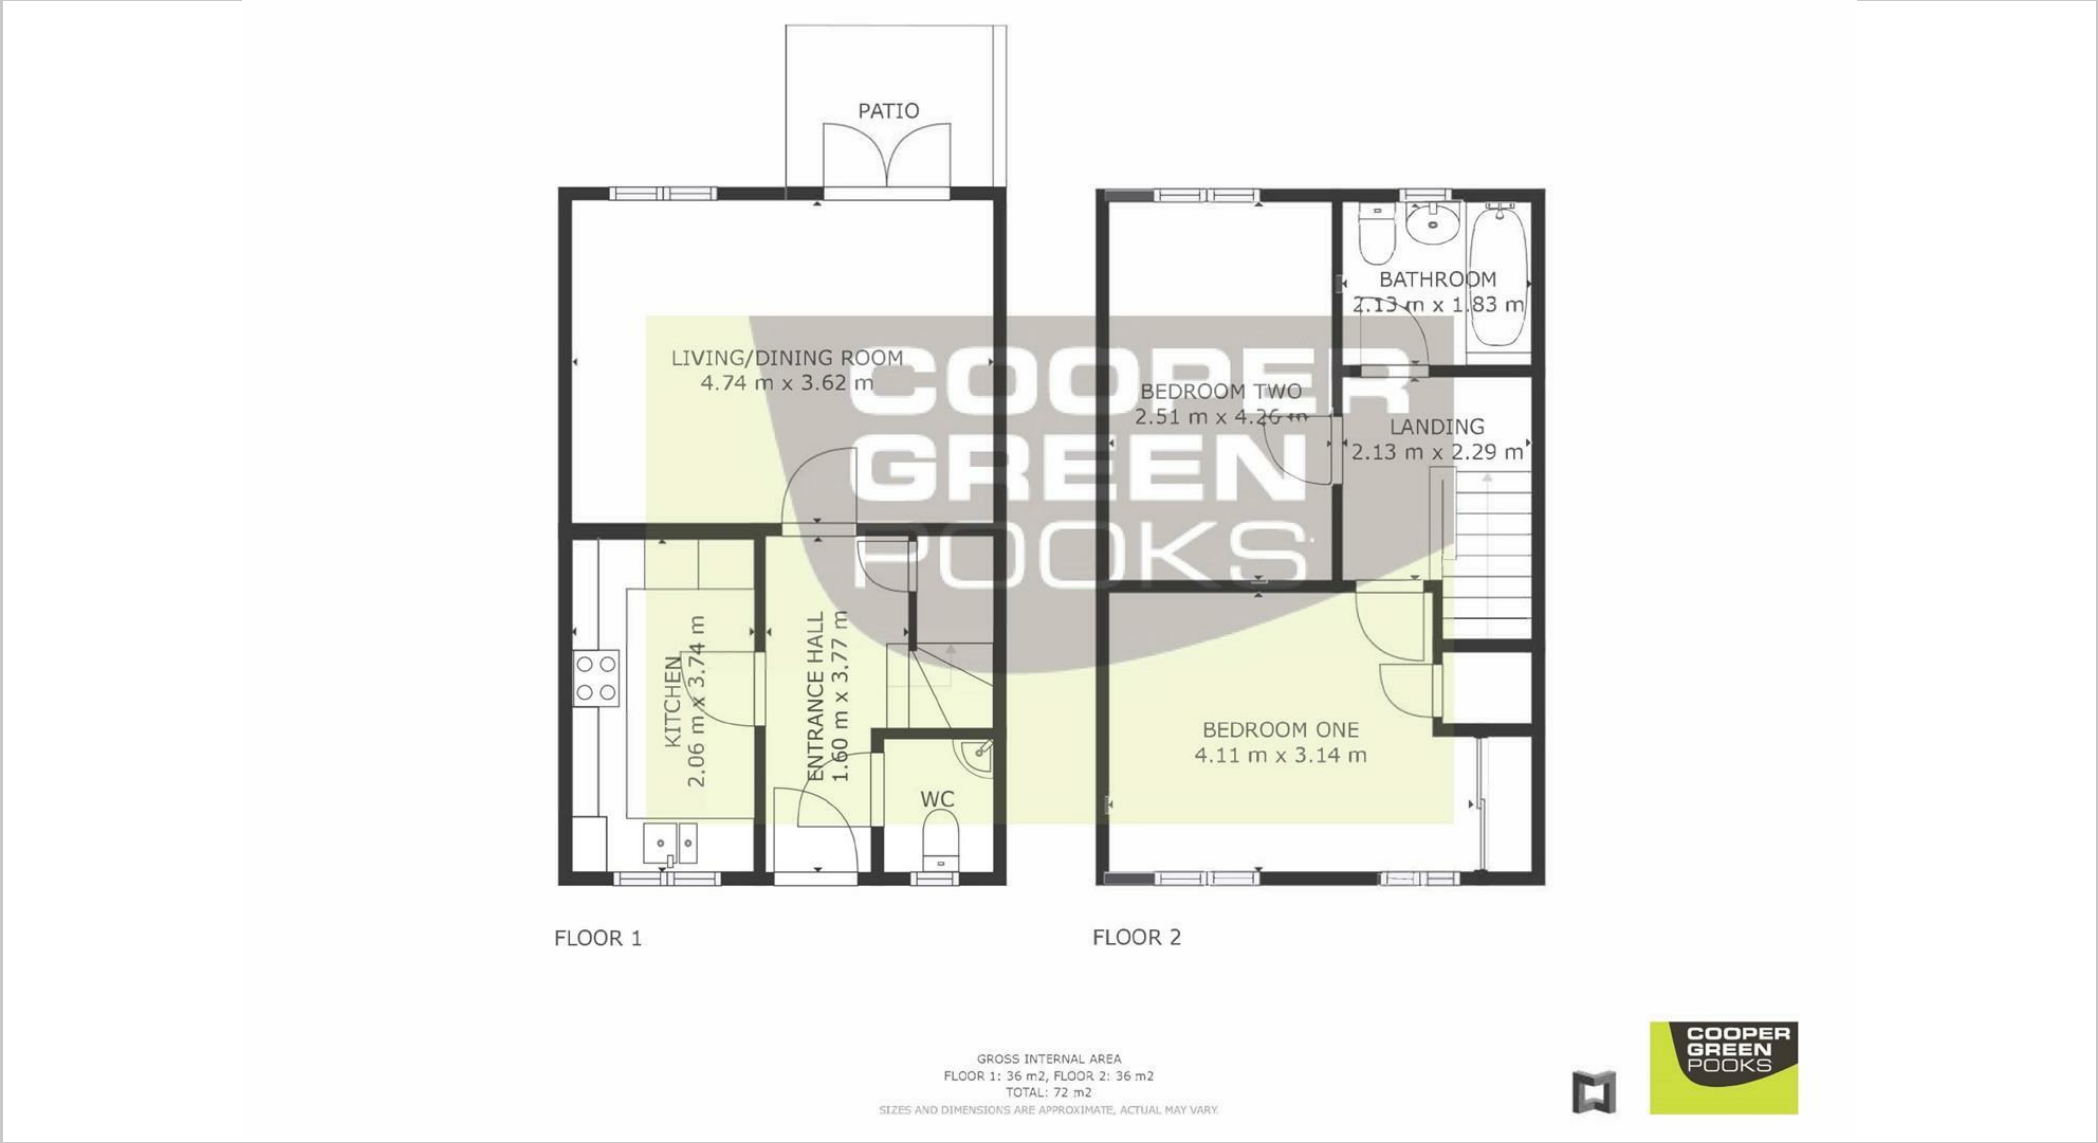 PATIO
LIVING/DINING ROOM
4.74 m x 3.62 m
KITCHEN
2.06 m x 3.74 m
ENTRANCE HALL
1.60 m x 3.77 m
WC
FLOOR 1
BATHROOM
2.13 m x 1.83 m
BEDROOM TWO
2.51 m x 4.26 m
LANDING
2.13 m x 2.29 m
BEDROOM ONE
4.11 m x 3.14 m
FLOOR 2
COOPER
GREEN
POOKS
GROSS INTERNAL AREA
FLOOR 1: 36 m2, FLOOR 2: 36 m2
TOTAL: 72 m2
SIZES AND DIMENSIONS ARE APPROXIMATE, ACTUAL MAY VARY.
COOPER
GREEN
POOKS